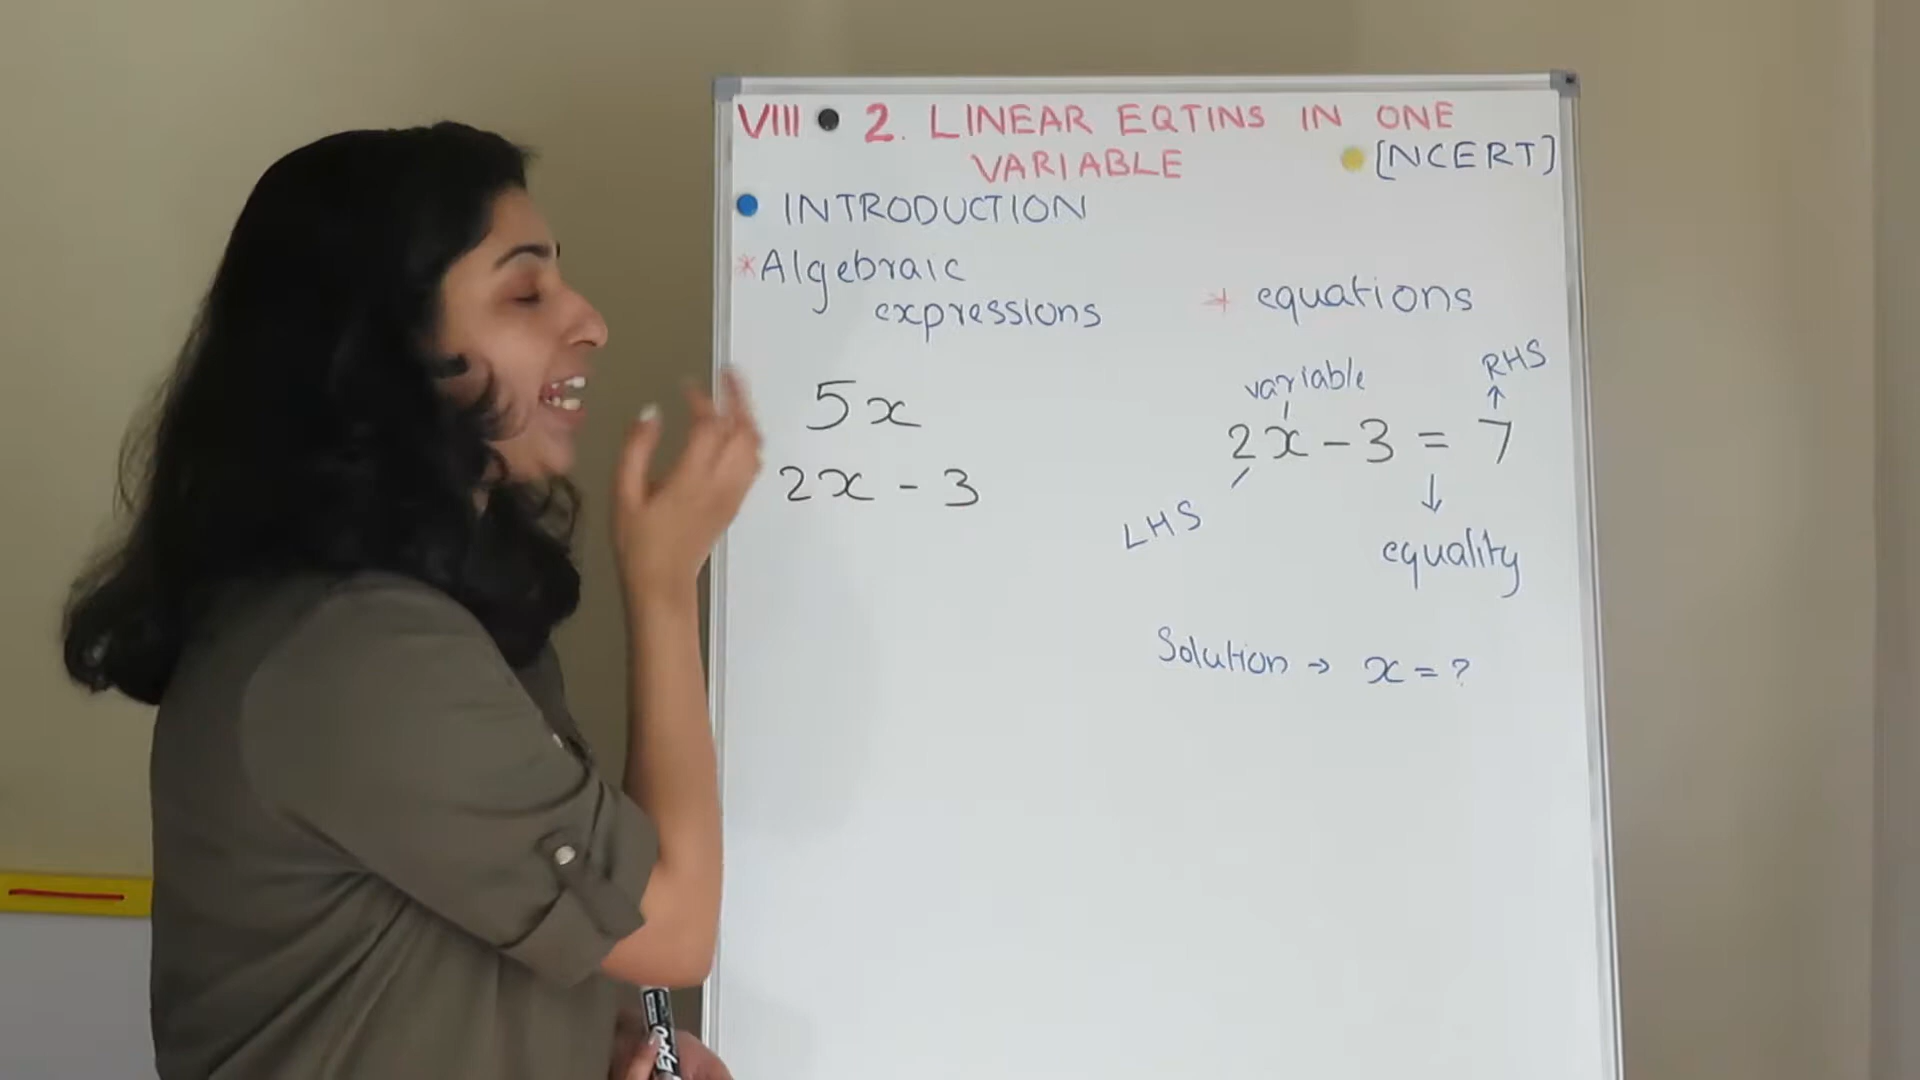 VIII • 2. LINEAR EQTINS IN ONE
VARIABLE
• [NCERT]
• INTRODUCTION
*Algebraic
expressions
5x
2x - 3
* equations
variable
RHS
2x - 3 = 7
LHS
equality
Solution → x = ?
EXPO